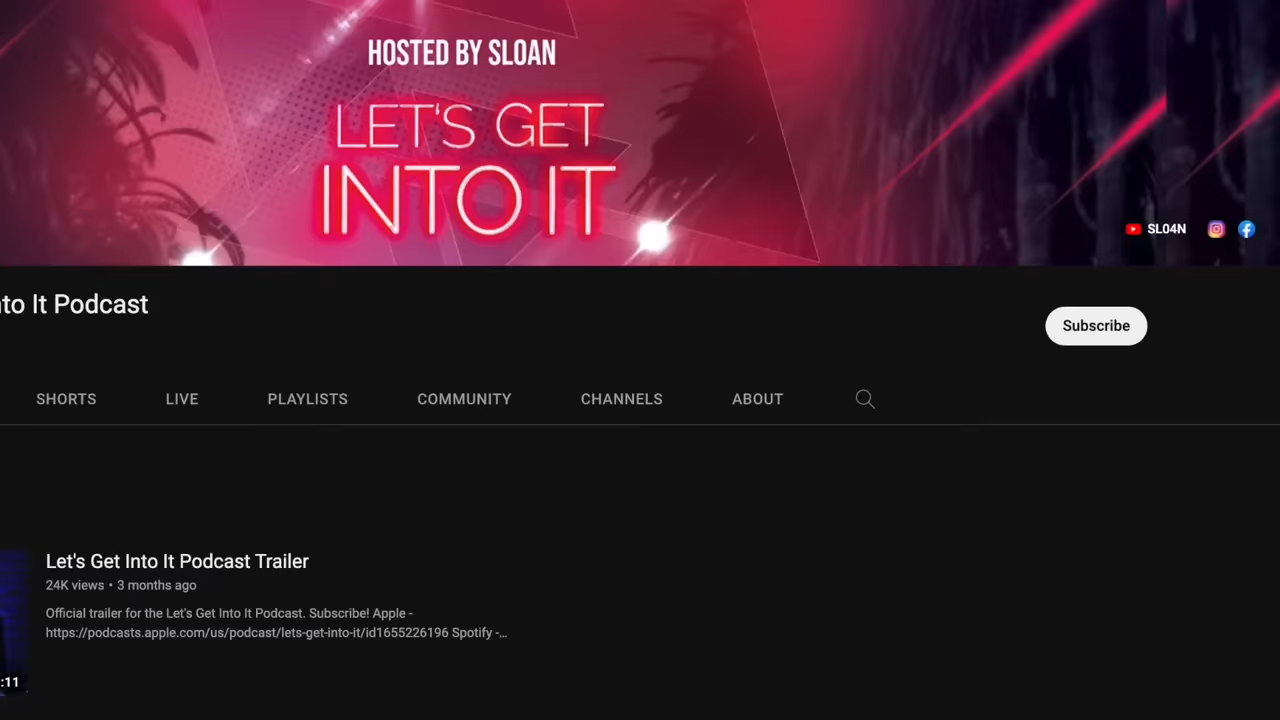 HOSTED BY SLOAN
LET'S GET
INTO IT
SL04N
to It Podcast
Subscribe
SHORTS LIVE PLAYLISTS COMMUNITY CHANNELS ABOUT
Let's Get Into It Podcast Trailer
24K views • 3 months ago
Official trailer for the Let's Get Into It Podcast. Subscribe! Apple -
https://podcasts.apple.com/us/podcast/lets-get-into-it/id1655226196 Spotify -...
:11